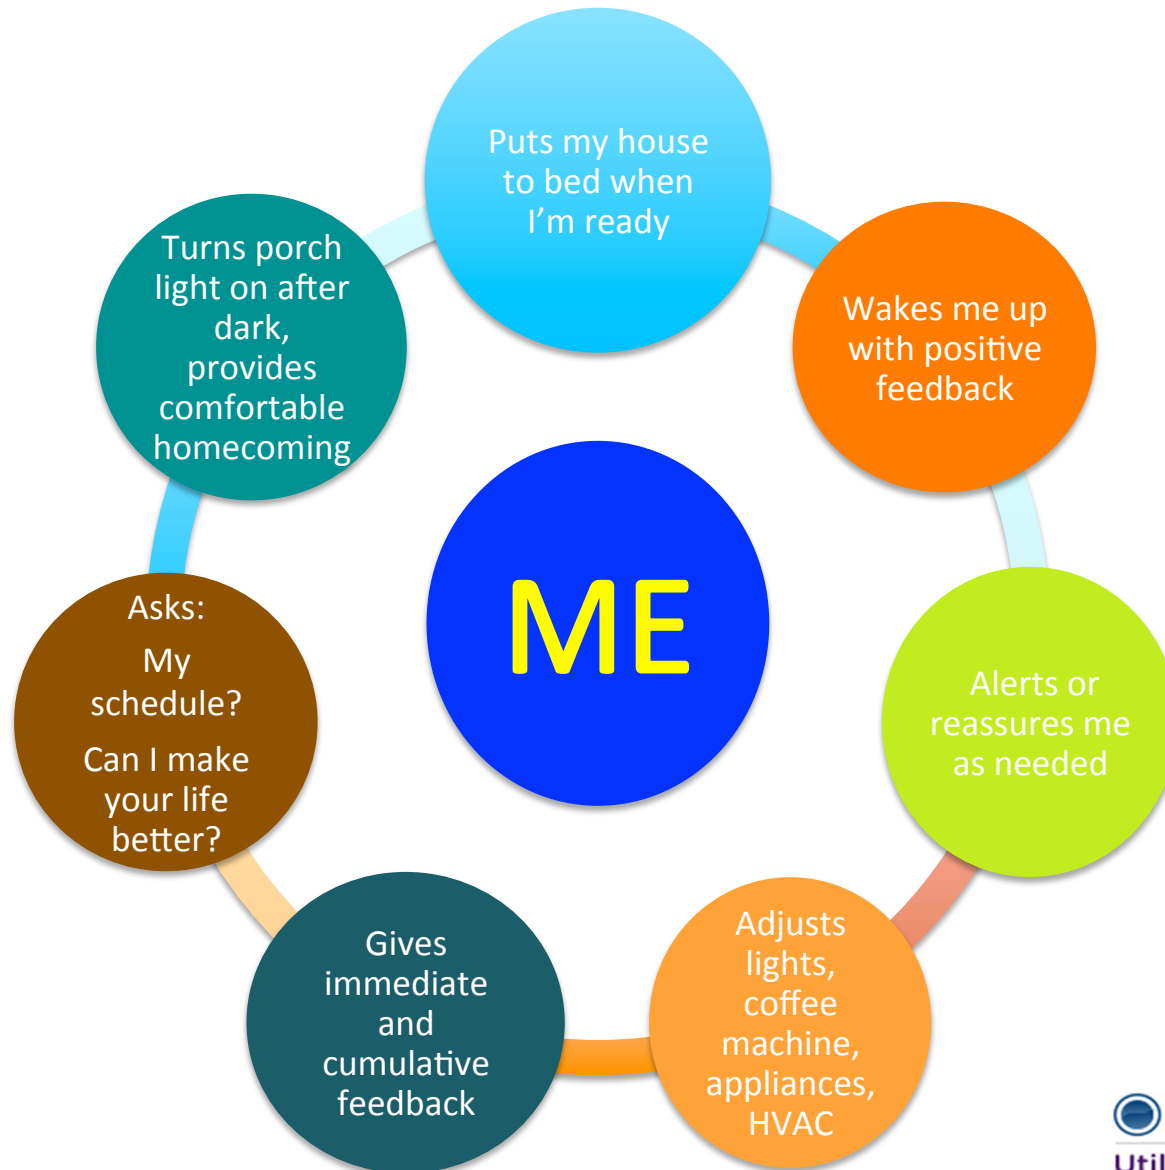 Puts my house
to bed when
I’m ready
Wakes me up
with positive
feedback
Alerts or
reassures me
as needed
Adjusts
lights,
coffee
machine,
appliances,
HVAC
Gives
immediate
and
cumulative
feedback
Asks:
My
schedule?
Can I make
your life
better?
Turns porch
light on after
dark,
provides
comfortable
homecoming
ME